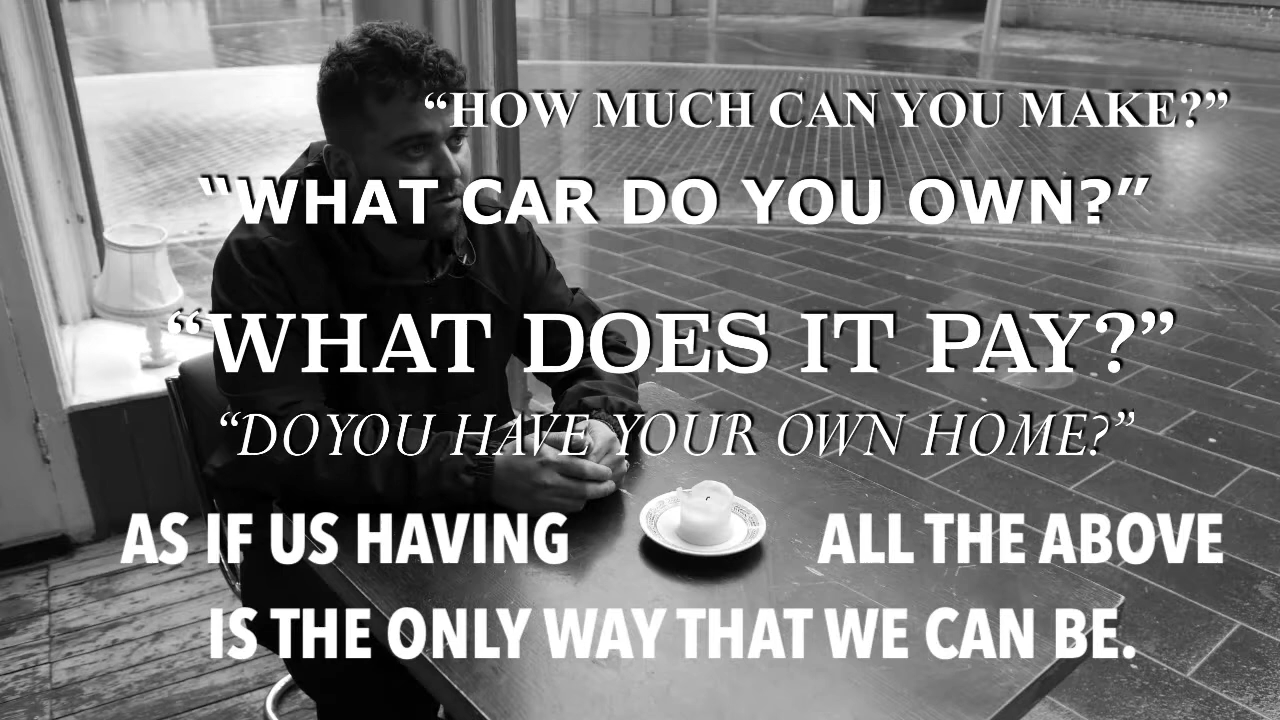 “HOW MUCH CAN YOU MAKE?”
“WHAT CAR DO YOU OWN?”
“WHAT DOES IT PAY?”
“DOYOU HAVE YOUR OWN HOME?”
AS IF US HAVING ALL THE ABOVE
IS THE ONLY WAY THAT WE CAN BE.